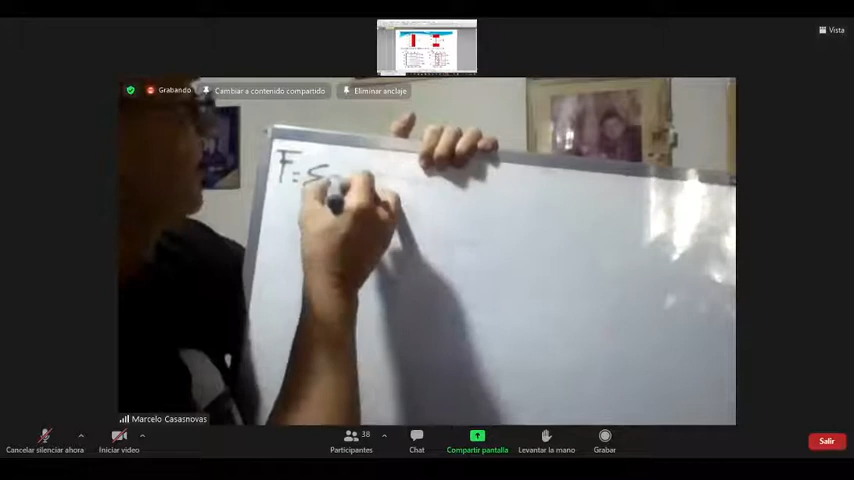 Vista
Grabando
Cambiar a contenido compartido
Eliminar anclaje
F=S
Marcelo Casasnovas
38
Cancelar silenciar ahora
Iniciar video
Participantes
Chat
Compartir pantalla
Levantar la mano
Grabar
Salir